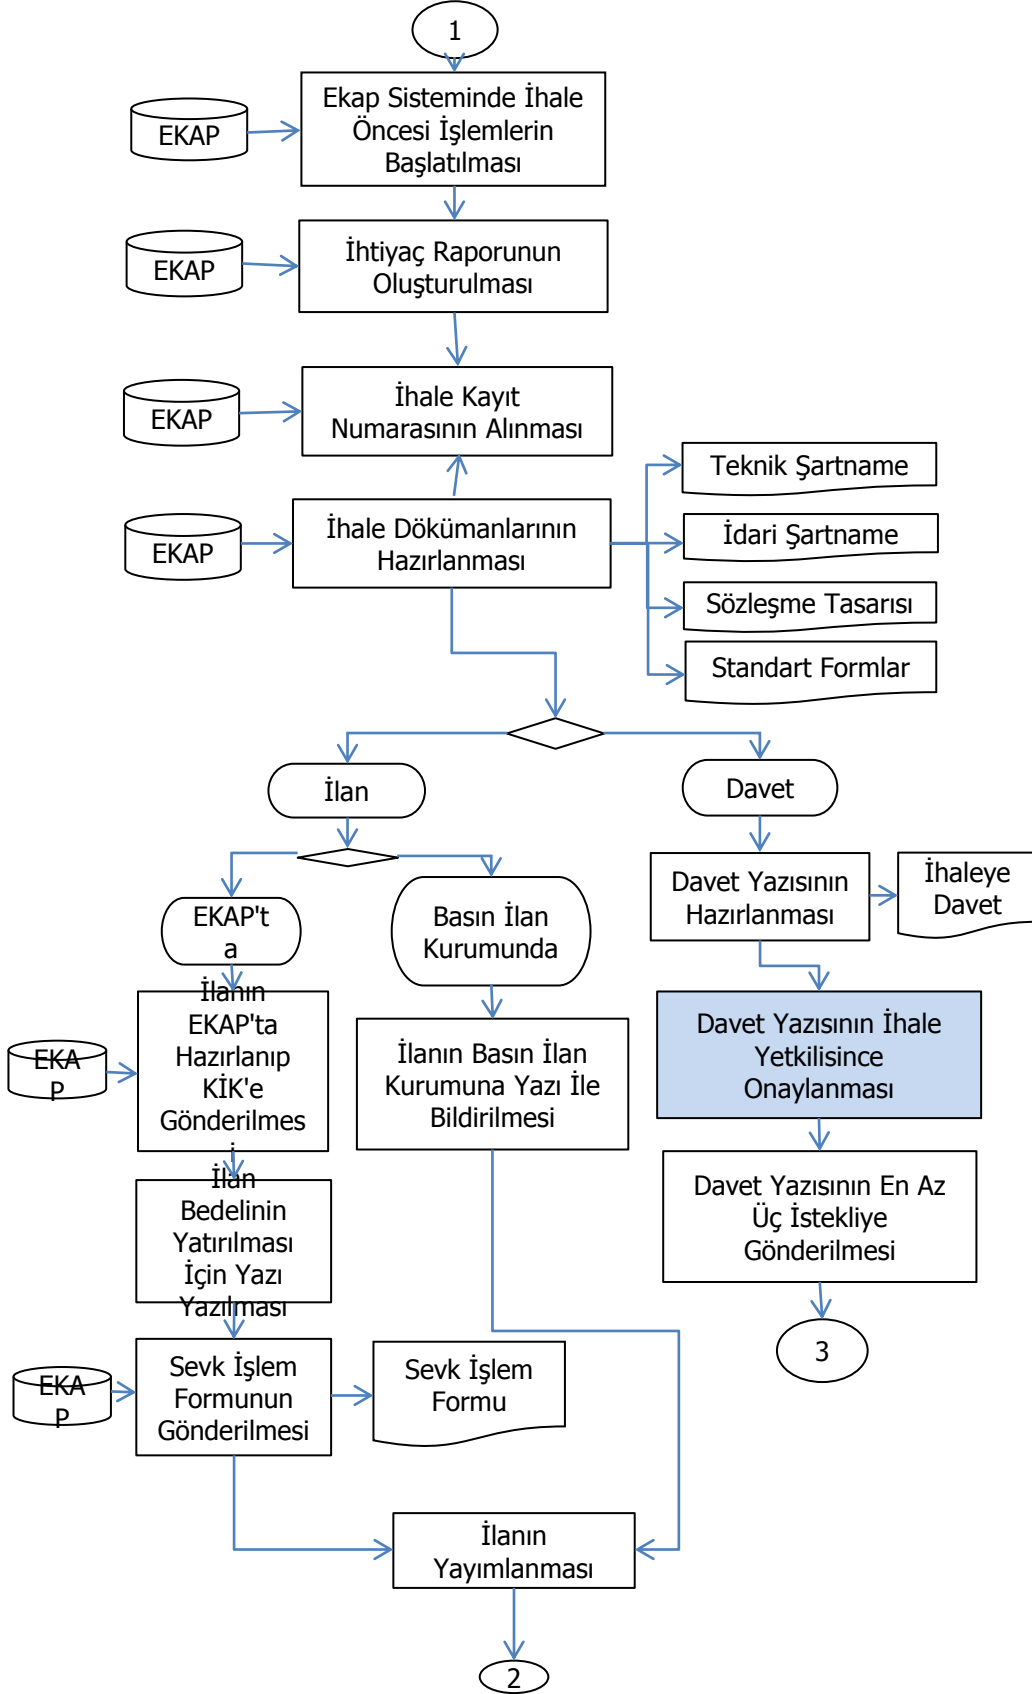 1
EKAP
Ekap Sisteminde İhale
Öncesi İşlemlerin
Başlatılması
EKAP
İhtiyaç Raporunun
Oluşturulması
EKAP
İhale Kayıt
Numarasının Alınması
EKAP
İhale Dökümanlarının
Hazırlanması
Teknik Şartname
İdari Şartname
Sözleşme Tasarısı
Standart Formlar
İlan
Davet
EKAP't
a
Basın İlan
Kurumunda
Davet Yazısının
Hazırlanması
İhaleye
Davet
EKA
P
İlanın
EKAP'ta
Hazırlanıp
KİK'e
Gönderilmes
i
İlanın Basın İlan
Kurumuna Yazı İle
Bildirilmesi
Davet Yazısının İhale
Yetkilisince
Onaylanması
İlan
Bedelinin
Yatırılması
İçin Yazı
Yazılması
Davet Yazısının En Az
Üç İstekliye
Gönderilmesi
3
EKA
P
Sevk İşlem
Formunun
Gönderilmesi
Sevk İşlem
Formu
İlanın
Yayımlanması
2